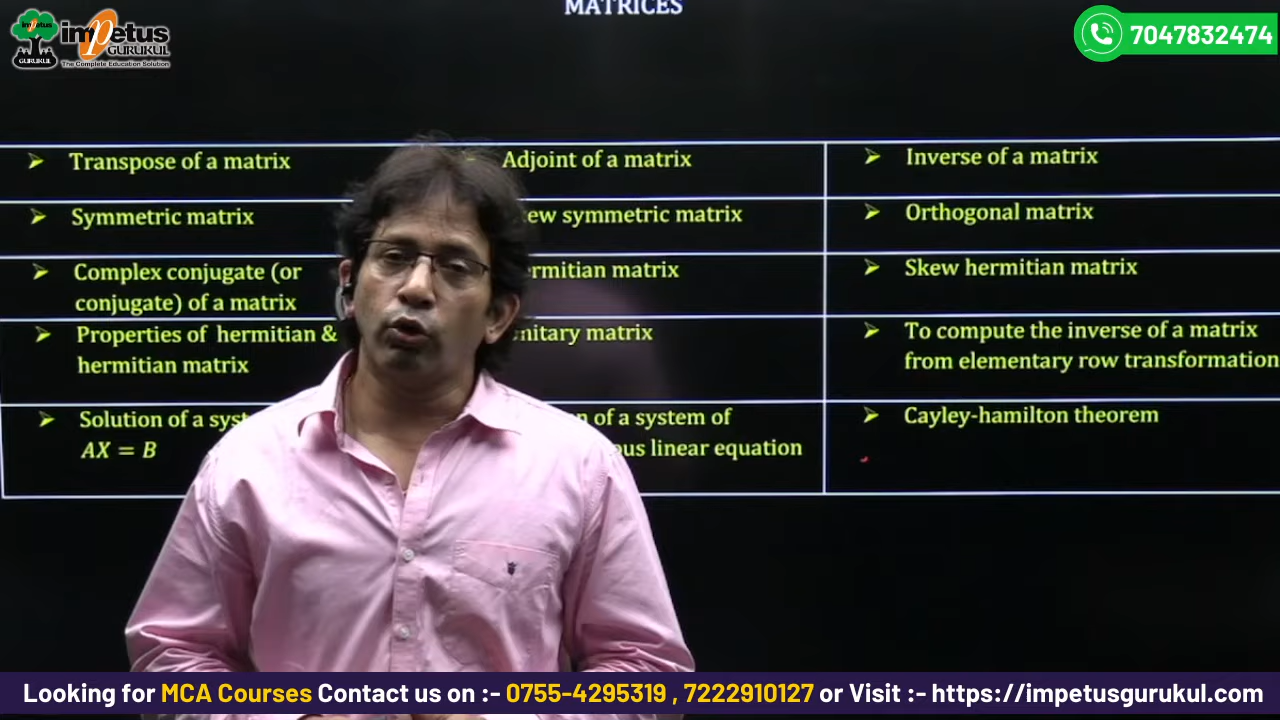 MATRICES
impetus
GURUKUL
The Complete Education Solution
GURUKUL
7047832474
Transpose of a matrix
Adjoint of a matrix
Inverse of a matrix
Symmetric matrix
ew symmetric matrix
Orthogonal matrix
Complex conjugate (or
conjugate) of a matrix
ermitian matrix
Skew hermitian matrix
Properties of hermitian &
hermitian matrix
nitary matrix
To compute the inverse of a matrix
from elementary row transformation
Solution of a syst
AX = B
n of a system of
ous linear equation
Cayley-hamilton theorem
Looking for MCA Courses Contact us on :- 0755-4295319 , 7222910127 or Visit :- https://impetusgurukul.com